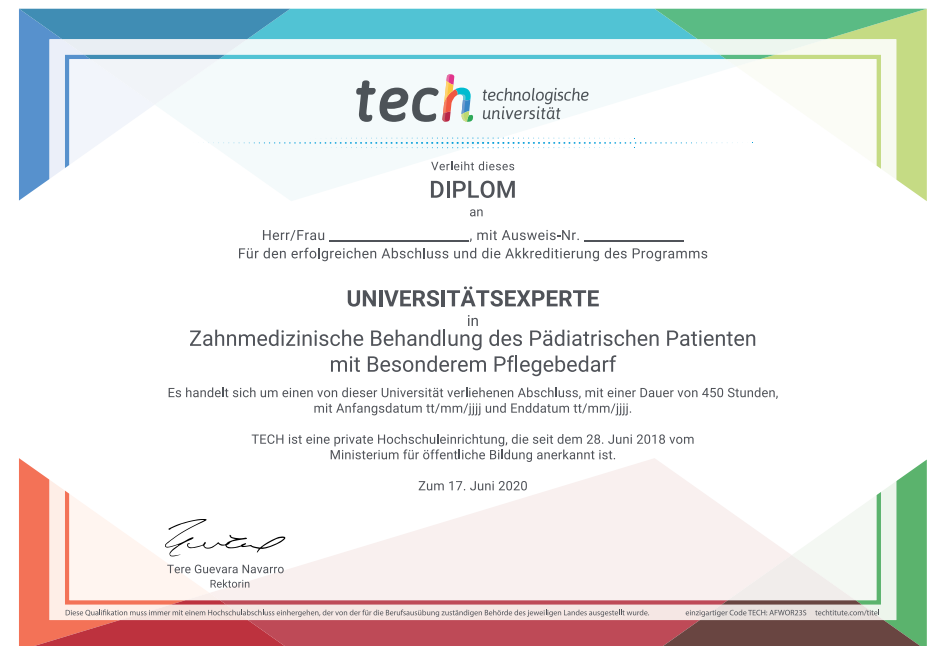 tech technologische
universität
Verleiht dieses
DIPLOM
an
Herr/Frau ____________________, mit Ausweis-Nr. ______________
Für den erfolgreichen Abschluss und die Akkreditierung des Programms
UNIVERSITÄTSEXPERTE
in
Zahnmedizinische Behandlung des Pädiatrischen Patienten
mit Besonderem Pflegebedarf
Es handelt sich um einen von dieser Universität verliehenen Abschluss, mit einer Dauer von 450 Stunden,
mit Anfangsdatum tt/mm/jjjj und Enddatum tt/mm/jjjj.
TECH ist eine private Hochschuleinrichtung, die seit dem 28. Juni 2018 vom
Ministerium für öffentliche Bildung anerkannt ist.
Zum 17. Juni 2020
Tere Guevara Navarro
Rektorin
Diese Qualifikation muss immer mit einem Hochschulabschluss einhergehen, der von der für die Berufsausübung zuständigen Behörde des jeweiligen Landes ausgestellt wurde. einzigartiger Code TECH: AFWOR23S techtitute.com/titel